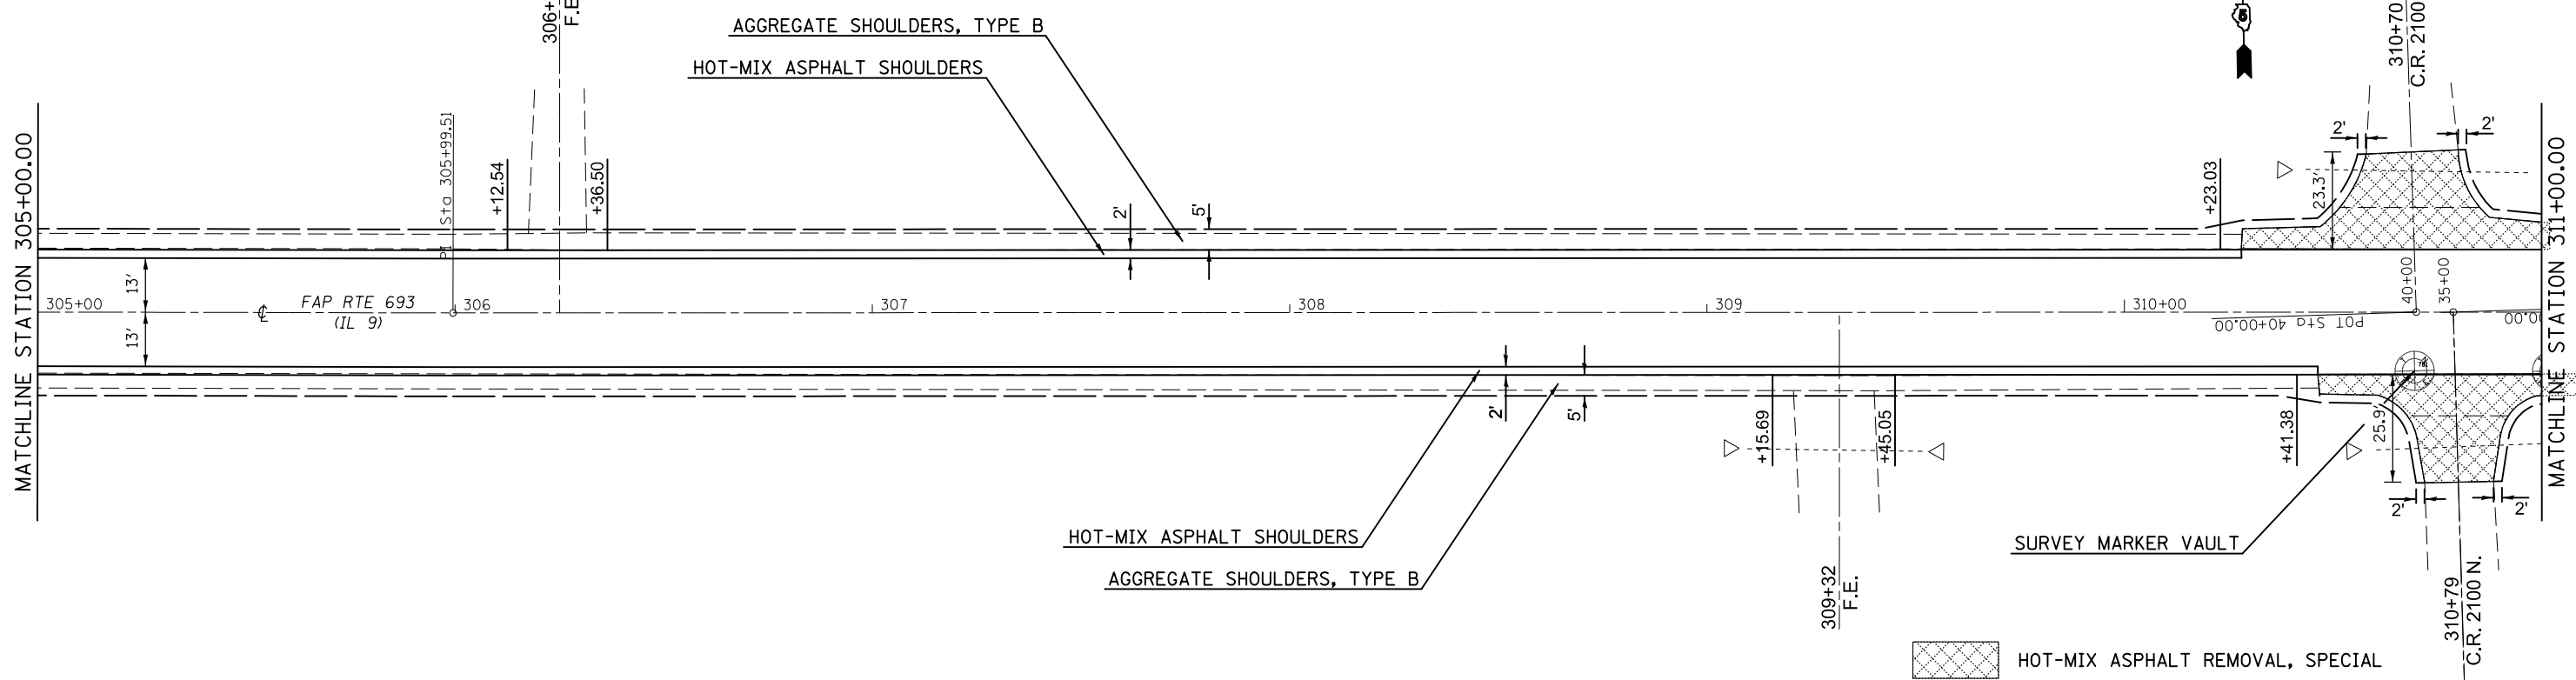 MATCHLINE STATION 305+00.00
306+
F.E.
AGGREGATE SHOULDERS, TYPE B
HOT-MIX ASPHALT SHOULDERS
PI Sta 305+99.51
+12.54
+36.50
2'
5'
+23.03
5
310+70
C.R. 2100
2'
2'
23.3'
MATCHLINE STATION 311+00.00
13'
13'
305+00
℄
FAP RTE 693
(IL 9)
306
307
308
309
310+00
40+00
35+00
POT Sta 40+00.00
2'
5'
+15.69
+45.05
+41.38
25.9'
2'
2'
HOT-MIX ASPHALT SHOULDERS
AGGREGATE SHOULDERS, TYPE B
309+32
F.E.
SURVEY MARKER VAULT
310+79
C.R. 2100 N.
HOT-MIX ASPHALT REMOVAL, SPECIAL